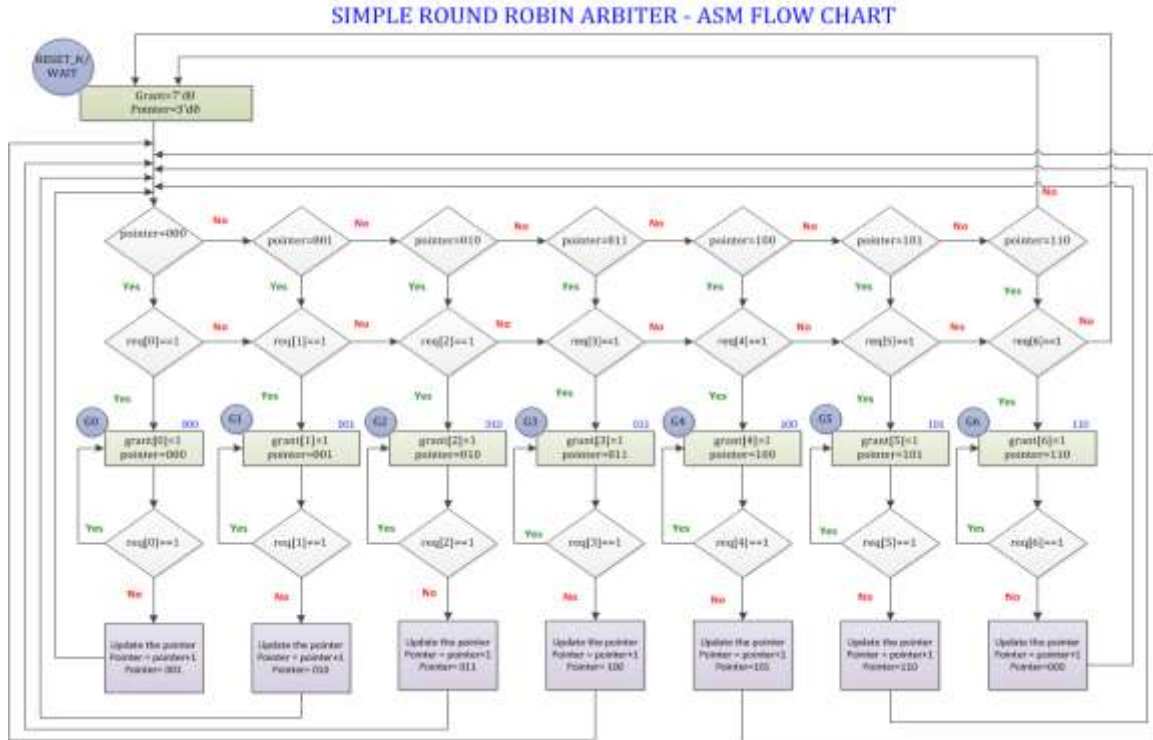 SIMPLE ROUND ROBIN ARBITER - ASM FLOW CHART
RESET_N/
WAIT
Grant=7'd0
Pointer=3'd0
No
No
No
No
No
No
No
pointer=000
pointer=001
pointer=010
pointer=011
pointer=100
pointer=101
pointer=110
Yes
Yes
Yes
Yes
Yes
Yes
Yes
No
No
No
No
No
No
No
req[0]==1
req[1]==1
req[2]==1
req[3]==1
req[4]==1
req[5]==1
req[6]==1
Yes
Yes
Yes
Yes
Yes
Yes
Yes
G0
G1
G2
G3
G4
G5
G6
000
001
010
011
100
101
110
grant[0]=1
pointer=000
grant[1]=1
pointer=001
grant[2]=1
pointer=010
grant[3]=1
pointer=011
grant[4]=1
pointer=100
grant[5]=1
pointer=101
grant[6]=1
pointer=110
Yes
Yes
Yes
Yes
Yes
Yes
Yes
req[0]==1
req[1]==1
req[2]==1
req[3]==1
req[4]==1
req[5]==1
req[6]==1
No
No
No
No
No
No
No
Update the pointer
Pointer = pointer+1
Pointer= 001
Update the pointer
Pointer = pointer+1
Pointer= 010
Update the pointer
Pointer = pointer+1
Pointer= 011
Update the pointer
Pointer = pointer+1
Pointer= 100
Update the pointer
Pointer = pointer+1
Pointer=101
Update the pointer
Pointer = pointer+1
Pointer=110
Update the pointer
Pointer = pointer+1
Pointer=000